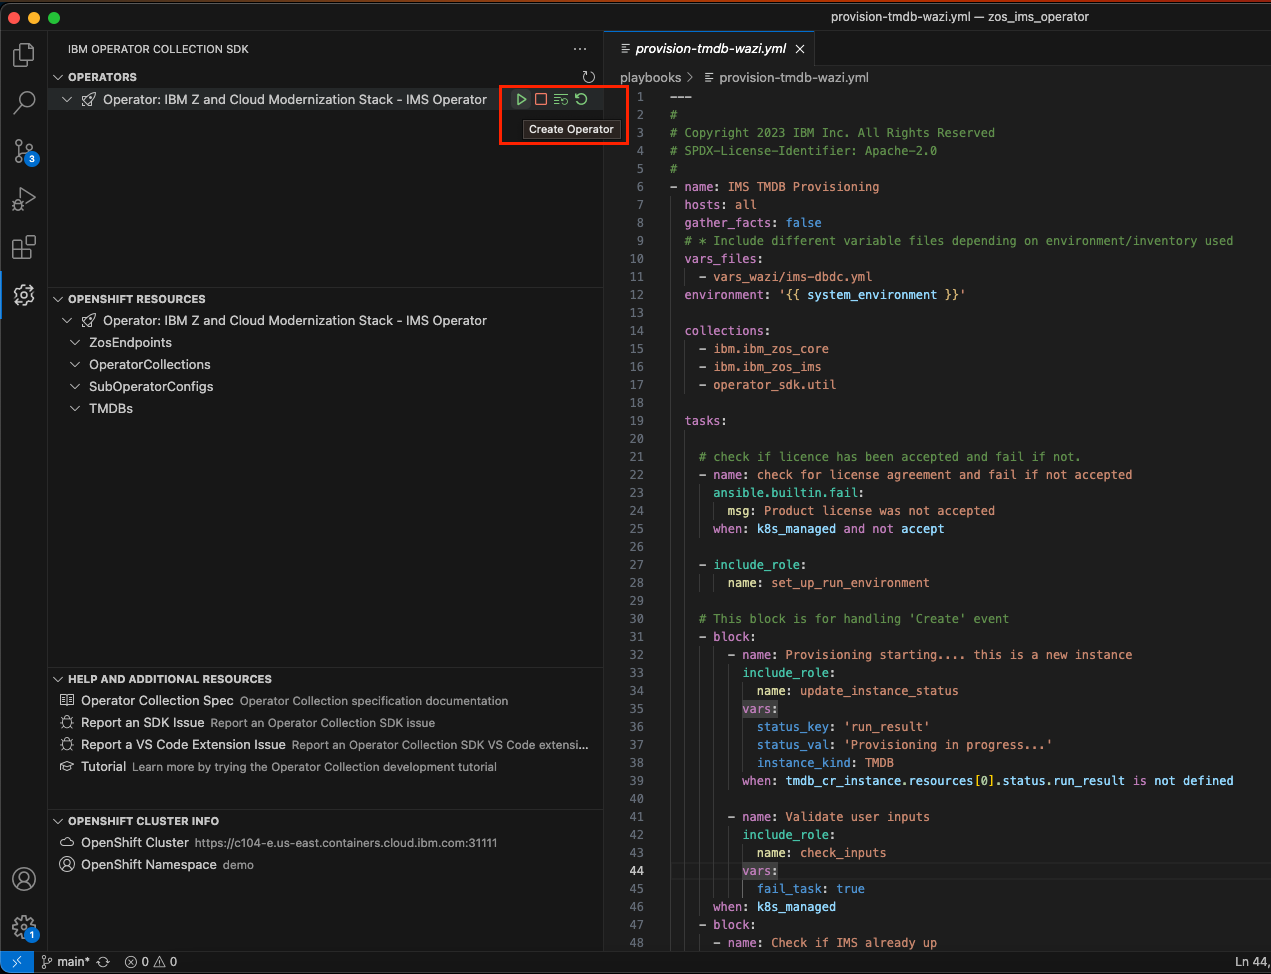 provision-tmdb-wazi.yml — zos_ims_operator
IBM OPERATOR COLLECTION SDK
OPERATORS
Operator: IBM Z and Cloud Modernization Stack - IMS Operator
Create Operator
3
OPENSHIFT RESOURCES
Operator: IBM Z and Cloud Modernization Stack - IMS Operator
ZosEndpoints
OperatorCollections
SubOperatorConfigs
TMDBs
HELP AND ADDITIONAL RESOURCES
Operator Collection Spec Operator Collection specification documentation
Report an SDK Issue Report an Operator Collection SDK issue
Report a VS Code Extension Issue Report an Operator Collection SDK VS Code extensi...
Tutorial Learn more by trying the Operator Collection development tutorial
OPENSHIFT CLUSTER INFO
OpenShift Cluster https://c104-e.us-east.containers.cloud.ibm.com:31111
OpenShift Namespace demo
1
provision-tmdb-wazi.yml
playbooks > provision-tmdb-wazi.yml
1 ---
2 #
3 # Copyright 2023 IBM Inc. All Rights Reserved
4 # SPDX-License-Identifier: Apache-2.0
5 #
6 - name: IMS TMDB Provisioning
7 hosts: all
8 gather_facts: false
9 # * Include different variable files depending on environment/inventory used
10 vars_files:
11 - vars_wazi/ims-dbdc.yml
12 environment: '{{ system_environment }}'
13
14 collections:
15 - ibm.ibm_zos_core
16 - ibm.ibm_zos_ims
17 - operator_sdk.util
18
19 tasks:
20
21 # check if licence has been accepted and fail if not.
22 - name: check for license agreement and fail if not accepted
23 ansible.builtin.fail:
24 msg: Product license was not accepted
25 when: k8s_managed and not accept
26
27 - include_role:
28 name: set_up_run_environment
29
30 # This block is for handling 'Create' event
31 - block:
32 - name: Provisioning starting.... this is a new instance
33 include_role:
34 name: update_instance_status
35 vars:
36 status_key: 'run_result'
37 status_val: 'Provisioning in progress...'
38 instance_kind: TMDB
39 when: tmdb_cr_instance.resources[0].status.run_result is not defined
40
41 - name: Validate user inputs
42 include_role:
43 name: check_inputs
44 vars:
45 fail_task: true
46 when: k8s_managed
47 - block:
48 - name: Check if IMS already up
main* 0 0
Ln 44,